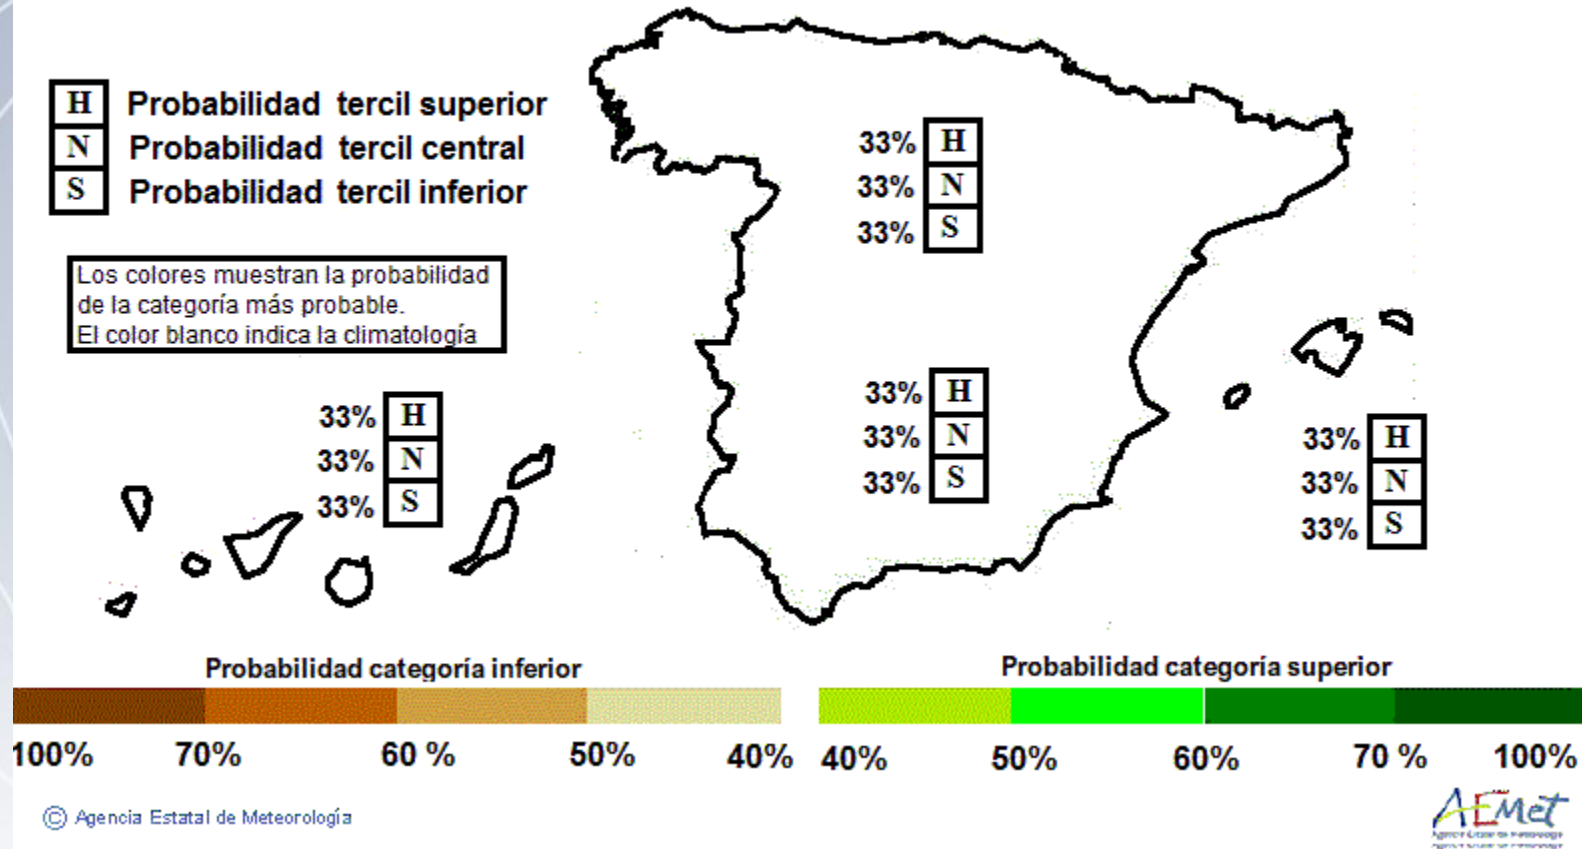 H Probabilidad tercil superior
N Probabilidad tercil central
S Probabilidad tercil inferior
Los colores muestran la probabilidad
de la categoría más probable.
El color blanco indica la climatología
33% H
33% N
33% S
33% H
33% N
33% S
33% H
33% N
33% S
33% H
33% N
33% S
Probabilidad categoría inferior
100% 70% 60 % 50% 40%
Probabilidad categoría superior
40% 50% 60% 70 % 100%
© Agencia Estatal de Meteorología
AEMet